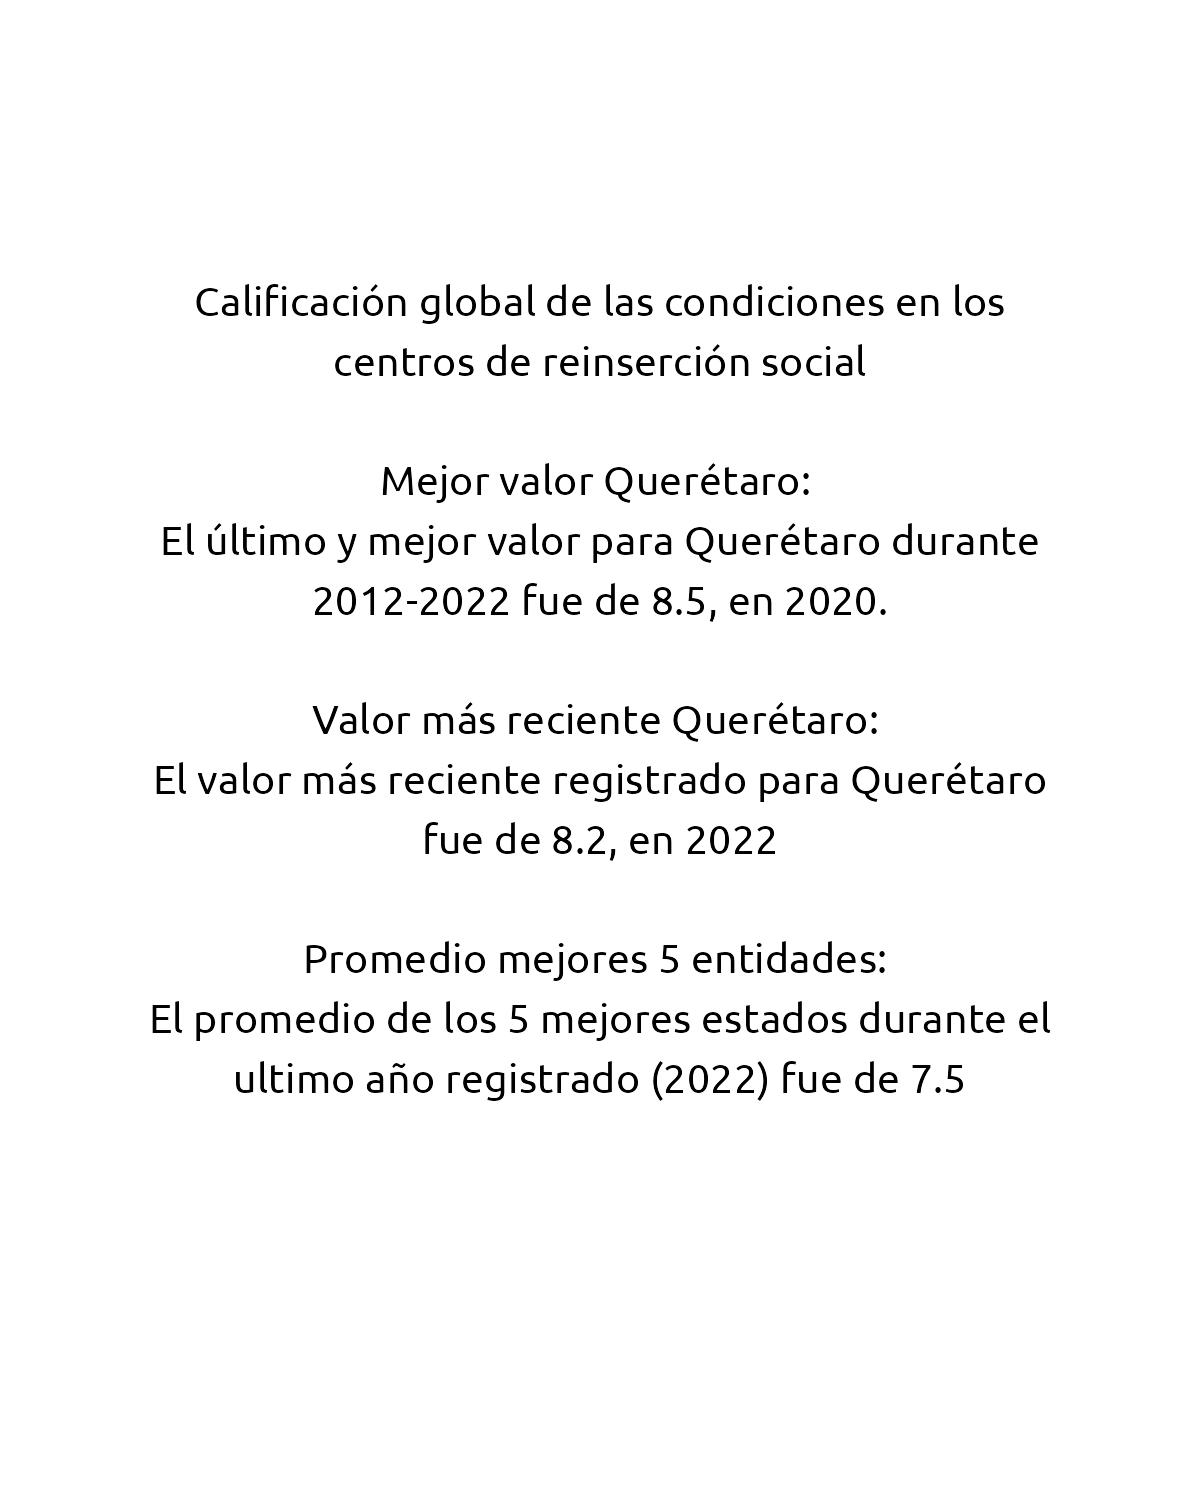 Calificación global de las condiciones en los
centros de reinserción social
Mejor valor Querétaro:
El último y mejor valor para Querétaro durante
2012-2022 fue de 8.5, en 2020.
Valor más reciente Querétaro:
El valor más reciente registrado para Querétaro
fue de 8.2, en 2022
Promedio mejores 5 entidades:
El promedio de los 5 mejores estados durante el
ultimo año registrado (2022) fue de 7.5